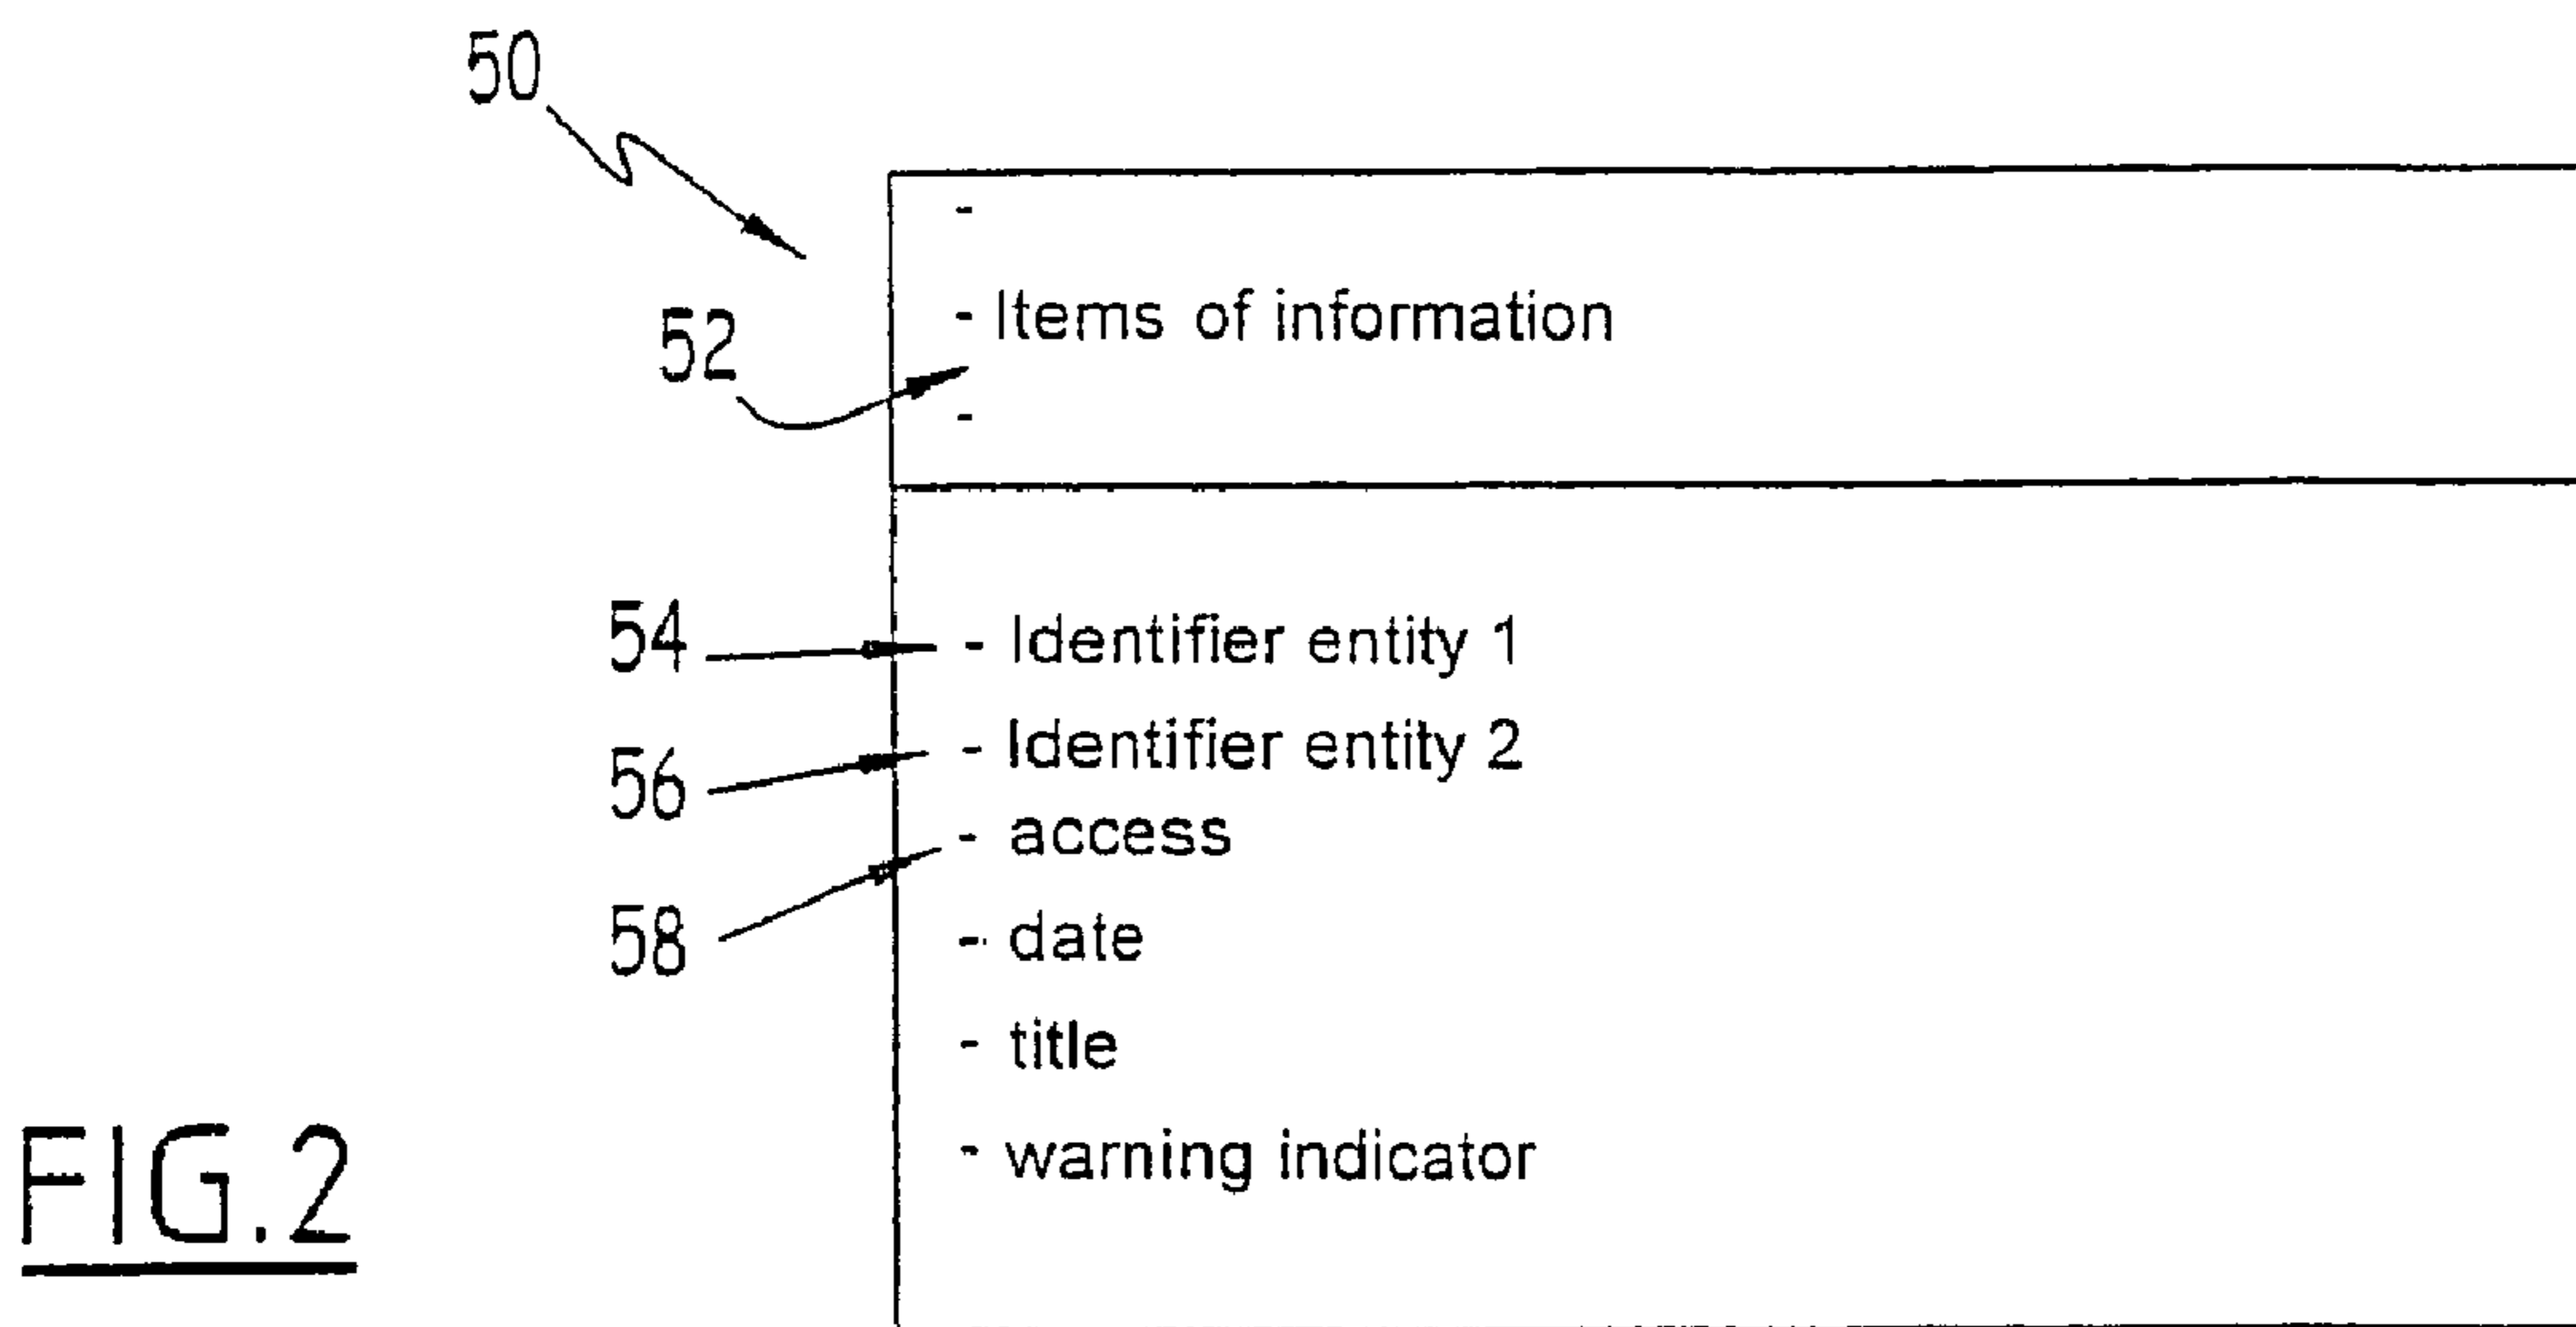 50
-
52
- Items of information
-
54 - Identifier entity 1
56 - Identifier entity 2
58 - access
- date
- title
- warning indicator
FIG.2